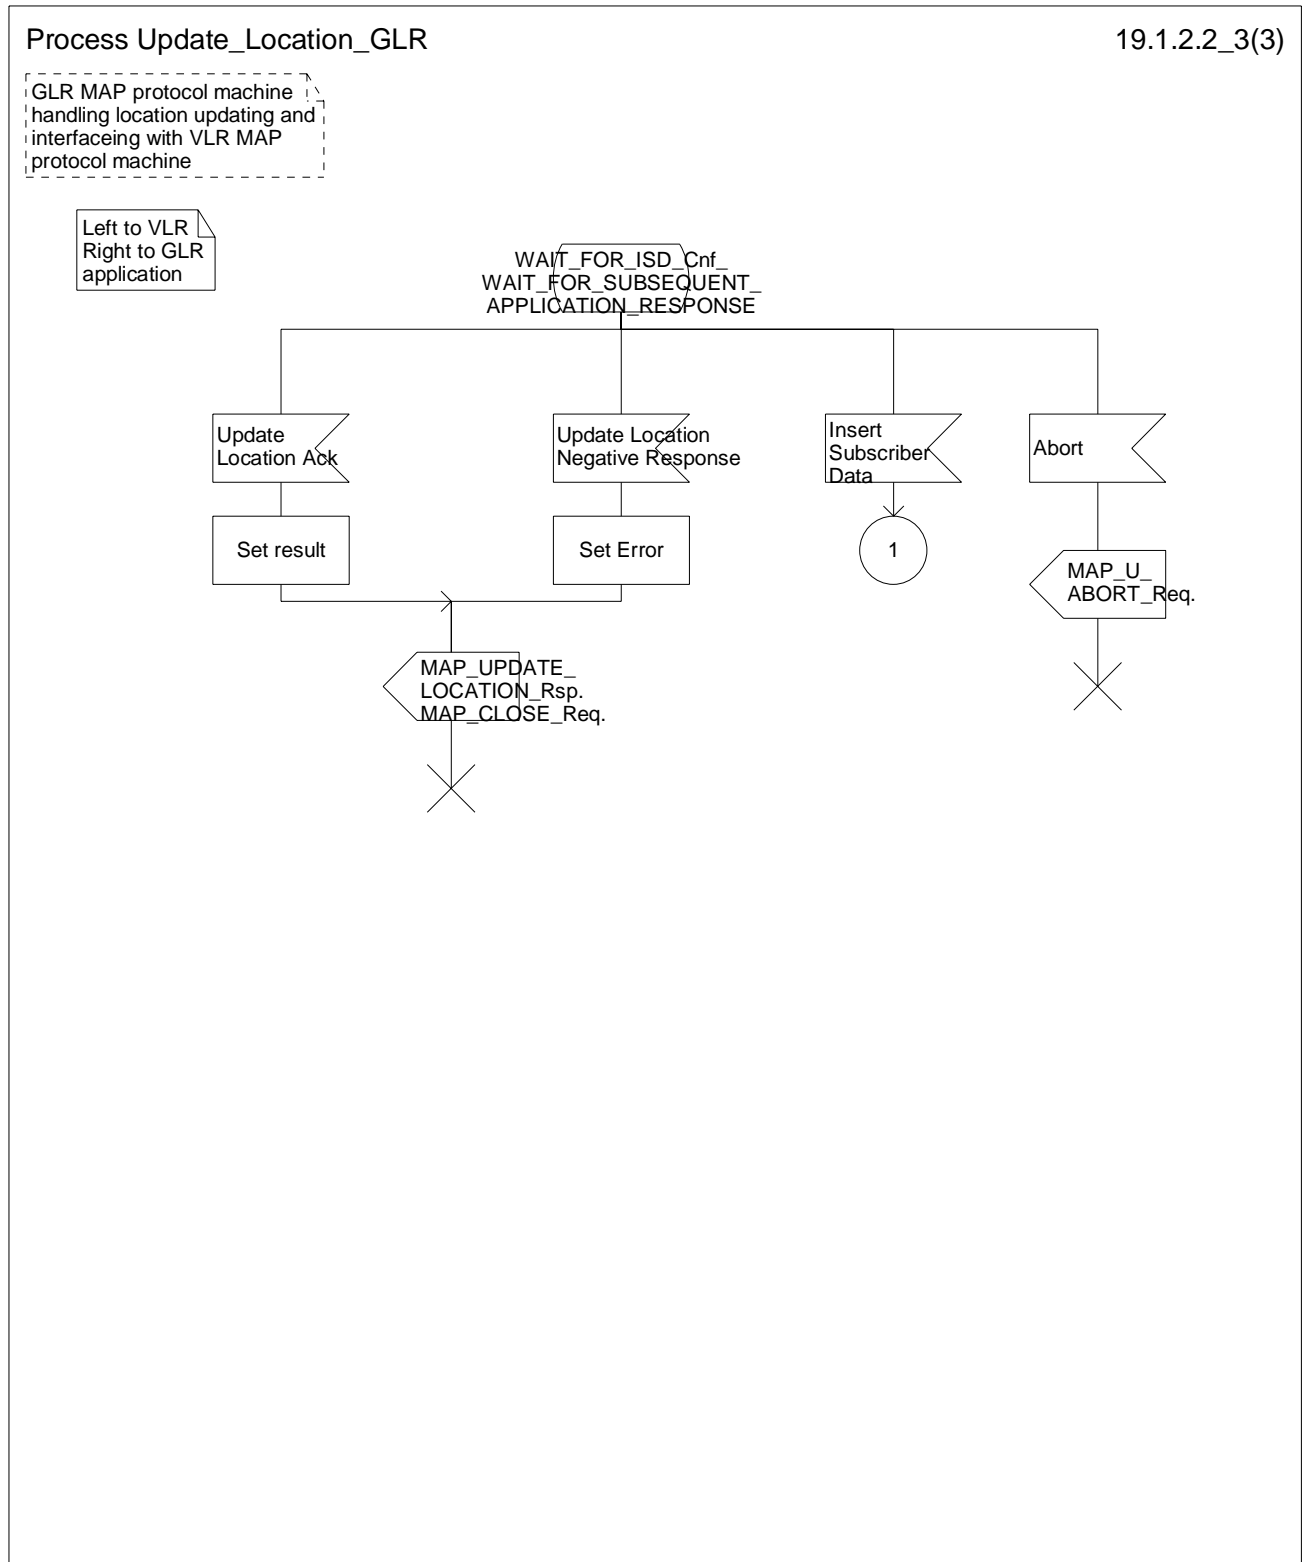 Process Update_Location_GLR
19.1.2.2_3(3)
GLR MAP protocol machine
handling location updating and
interfaceing with VLR MAP
protocol machine
Left to VLR
Right to GLR
application
WAIT_FOR_ISD_Cnf_
WAIT_FOR_SUBSEQUENT_
APPLICATION_RESPONSE
Update
Location Ack
Update Location
Negative Response
Insert
Subscriber
Data
Abort
Set result
Set Error
1
MAP_U_
ABORT_Req.
MAP_UPDATE_
LOCATION_Rsp.
MAP_CLOSE_Req.